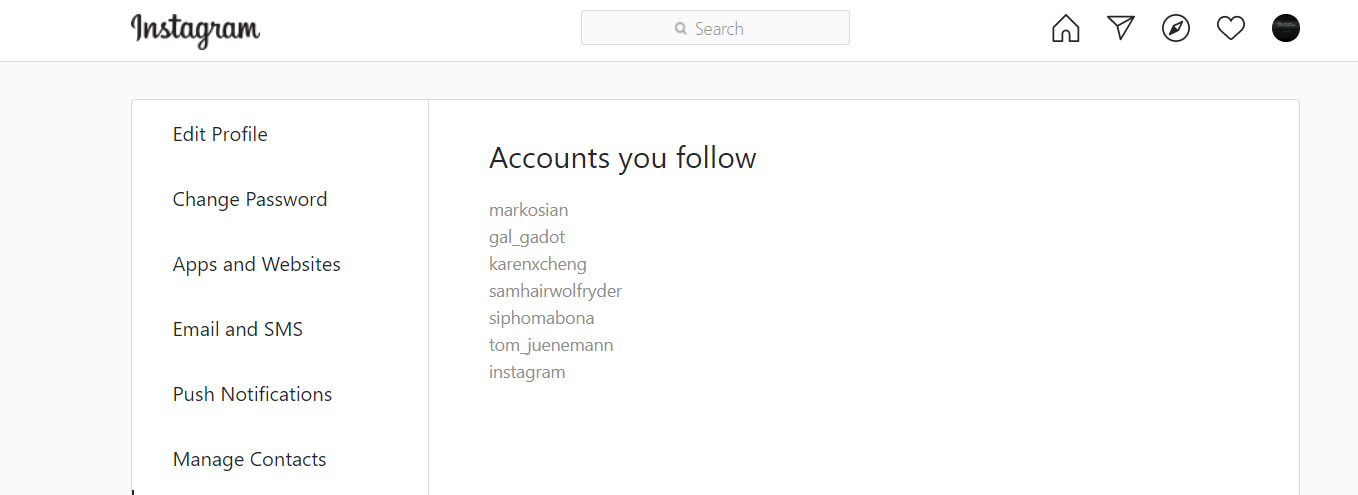 Instagram
Search
Edit Profile
Change Password
Apps and Websites
Email and SMS
Push Notifications
Manage Contacts
Accounts you follow
markosian
gal_gadot
karenxcheng
samhairwolfryder
siphomabona
tom_juenemann
instagram